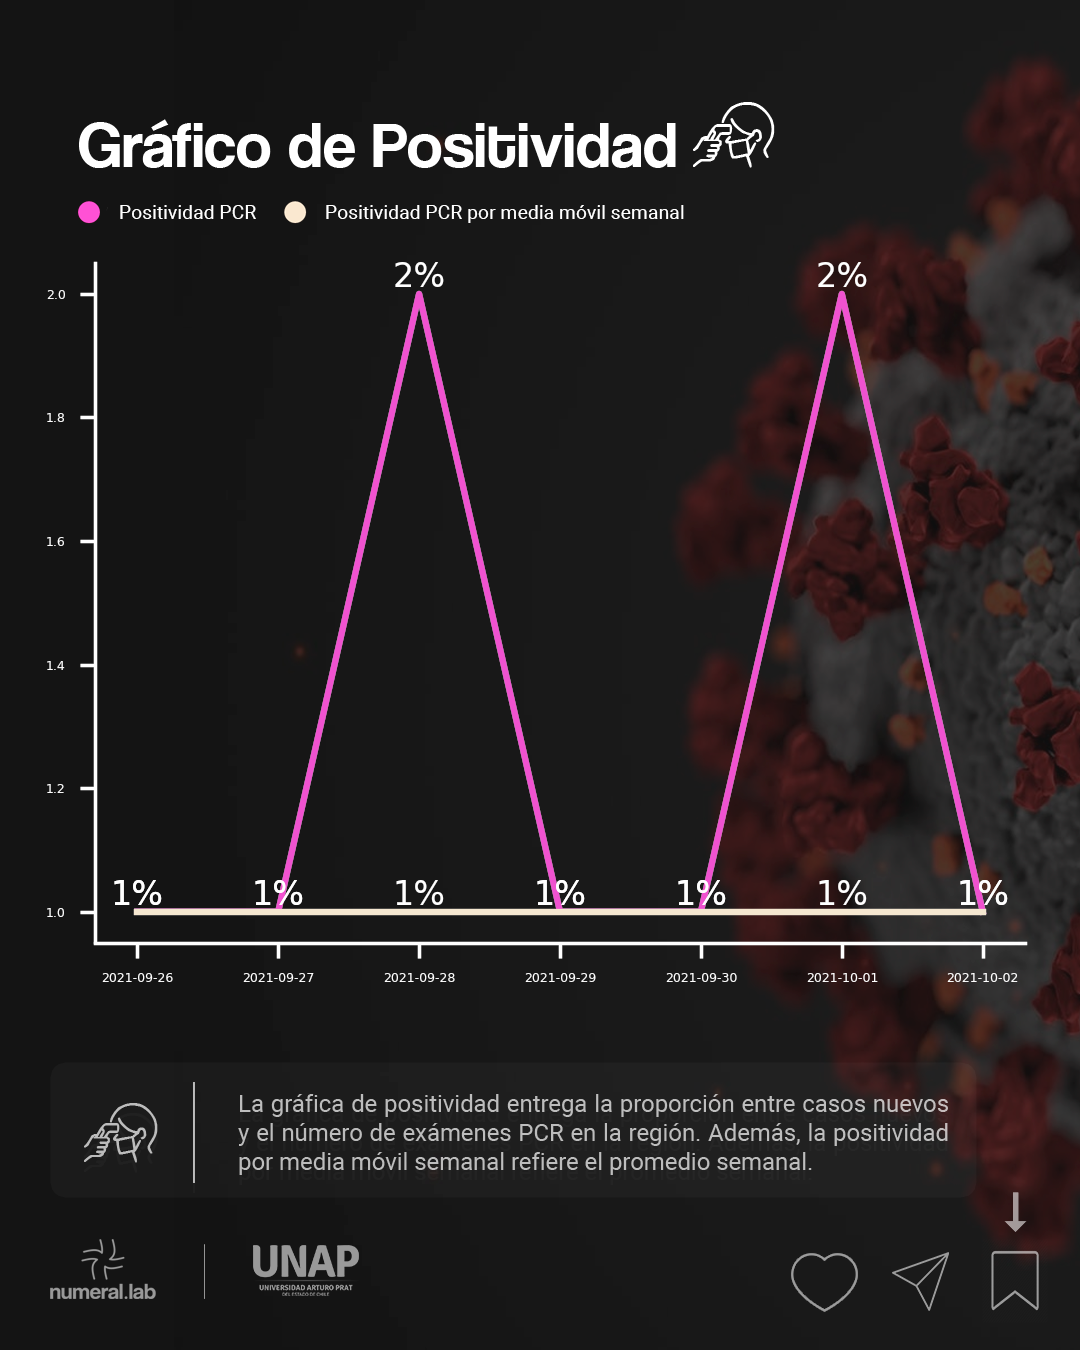 Gráfico de Positividad
Positividad PCR Positividad PCR por media móvil semanal
2% 2%
2.0
1.8
1.6
1.4
1.2
1% 1% 1% 1% 1% 1% 1%
1.0
2021-09-26 2021-09-27 2021-09-28 2021-09-29 2021-09-30 2021-10-01 2021-10-02
La gráfica de positividad entrega la proporción entre casos nuevos
y el número de exámenes PCR en la región. Además, la positividad
por media móvil semanal refiere el promedio semanal.
numeral.lab
UNAP
UNIVERSIDAD ARTURO PRAT
DEL ESTADO DE CHILE